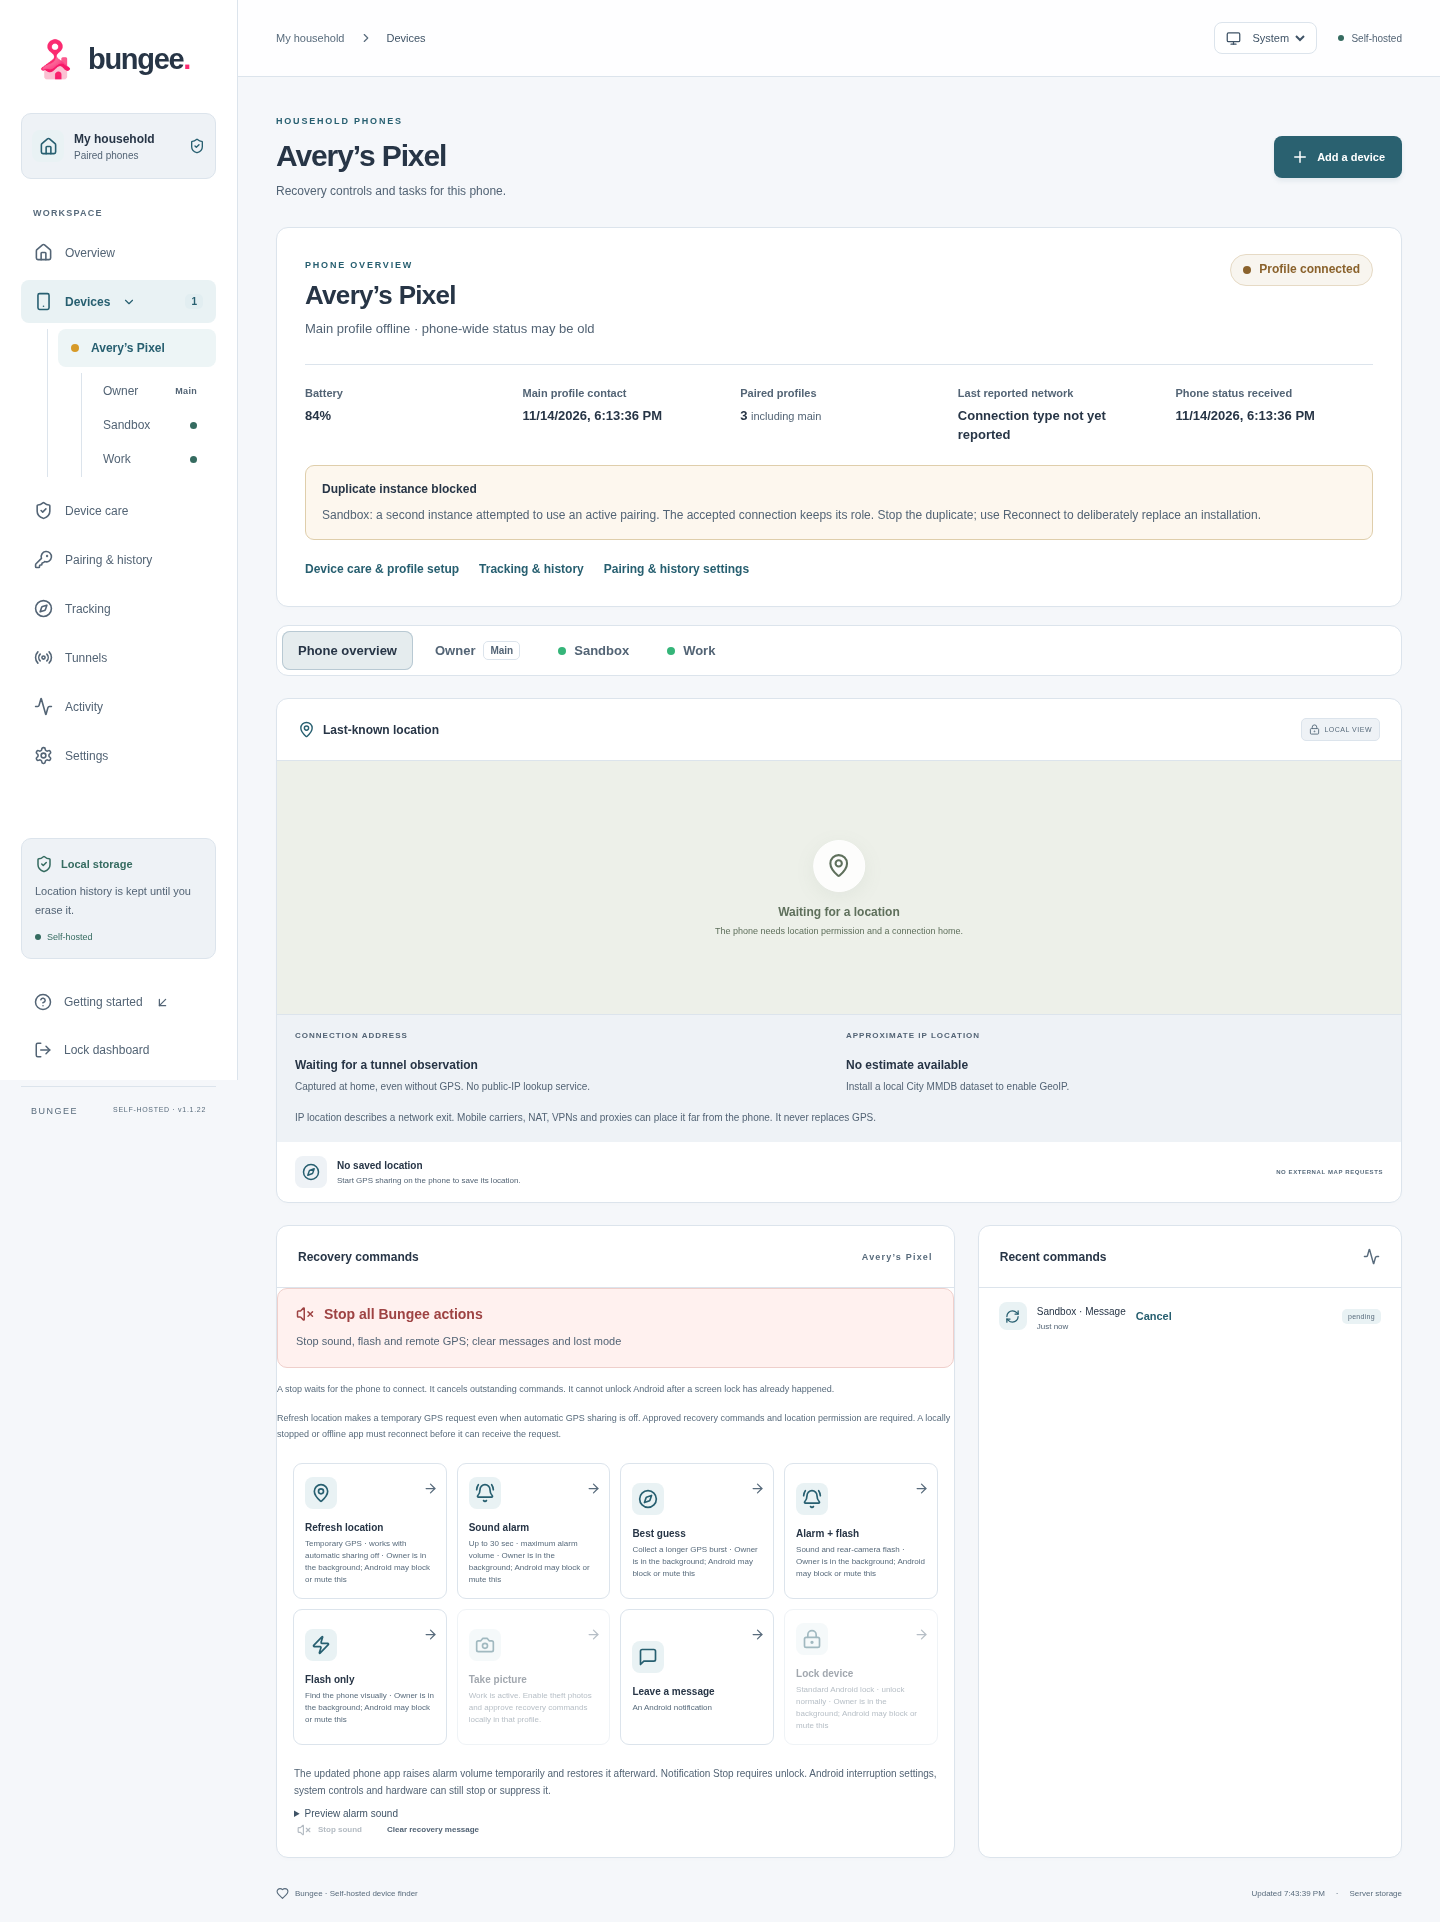 bungee.
My household
Paired phones
WORKSPACE
Overview
Devices
1
Avery’s Pixel
Owner
Main
Sandbox
Work
Device care
Pairing & history
Tracking
Tunnels
Activity
Settings
Local storage
Location history is kept until you
erase it.
Self-hosted
Getting started
Lock dashboard
BUNGEE
SELF-HOSTED · v1.1.22
My household
Devices
System
Self-hosted
HOUSEHOLD PHONES
Avery’s Pixel
Recovery controls and tasks for this phone.
Add a device
PHONE OVERVIEW
Avery’s Pixel
Main profile offline · phone-wide status may be old
Profile connected
Battery
84%
Main profile contact
11/14/2026, 6:13:36 PM
Paired profiles
3 including main
Last reported network
Connection type not yet
reported
Phone status received
11/14/2026, 6:13:36 PM
Duplicate instance blocked
Sandbox: a second instance attempted to use an active pairing. The accepted connection keeps its role. Stop the duplicate; use Reconnect to deliberately replace an installation.
Device care & profile setup
Tracking & history
Pairing & history settings
Phone overview
Owner
Main
Sandbox
Work
Last-known location
LOCAL VIEW
Waiting for a location
The phone needs location permission and a connection home.
CONNECTION ADDRESS
Waiting for a tunnel observation
Captured at home, even without GPS. No public-IP lookup service.
APPROXIMATE IP LOCATION
No estimate available
Install a local City MMDB dataset to enable GeoIP.
IP location describes a network exit. Mobile carriers, NAT, VPNs and proxies can place it far from the phone. It never replaces GPS.
No saved location
Start GPS sharing on the phone to save its location.
NO EXTERNAL MAP REQUESTS
Recovery commands
Avery’s Pixel
Stop all Bungee actions
Stop sound, flash and remote GPS; clear messages and lost mode
A stop waits for the phone to connect. It cancels outstanding commands. It cannot unlock Android after a screen lock has already happened.
Refresh location makes a temporary GPS request even when automatic GPS sharing is off. Approved recovery commands and location permission are required. A locally
stopped or offline app must reconnect before it can receive the request.
Refresh location
Temporary GPS · works with
automatic sharing off · Owner is in
the background; Android may block
or mute this
Sound alarm
Up to 30 sec · maximum alarm
volume · Owner is in the
background; Android may block or
mute this
Best guess
Collect a longer GPS burst · Owner
is in the background; Android may
block or mute this
Alarm + flash
Sound and rear-camera flash ·
Owner is in the background; Android
may block or mute this
Flash only
Find the phone visually · Owner is in
the background; Android may block
or mute this
Take picture
Work is active. Enable theft photos
and approve recovery commands
locally in that profile.
Leave a message
An Android notification
Lock device
Standard Android lock · unlock
normally · Owner is in the
background; Android may block or
mute this
The updated phone app raises alarm volume temporarily and restores it afterward. Notification Stop requires unlock. Android interruption settings,
system controls and hardware can still stop or suppress it.
Preview alarm sound
Stop sound
Clear recovery message
Recent commands
Sandbox · Message
Just now
Cancel
pending
Bungee · Self-hosted device finder
Updated 7:43:39 PM · Server storage